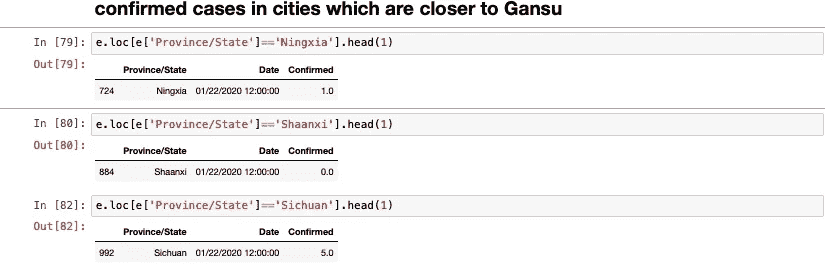 confirmed cases in cities which are closer to Gansu
In [79]: e.loc[e['Province/State']=='Ningxia'].head(1)
Out[79]:
Province/State Date Confirmed
724 Ningxia 01/22/2020 12:00:00 1.0
In [80]: e.loc[e['Province/State']=='Shaanxi'].head(1)
Out[80]:
Province/State Date Confirmed
884 Shaanxi 01/22/2020 12:00:00 0.0
In [82]: e.loc[e['Province/State']=='Sichuan'].head(1)
Out[82]:
Province/State Date Confirmed
992 Sichuan 01/22/2020 12:00:00 5.0